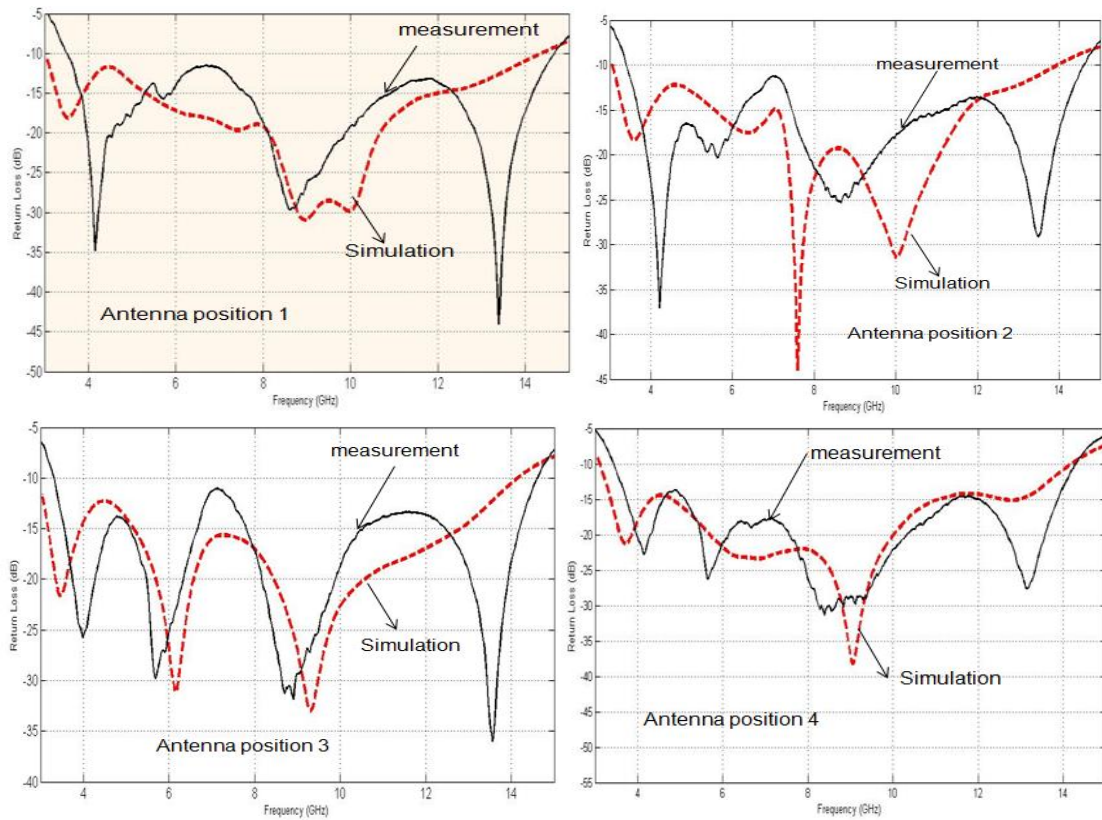 -5
-10
-15
-20
-25
-30
-35
-40
-45
-50
Return Loss (dB)
measurement
Simulation
Antenna position 1
4 6 8 10 12 14
Frequency (GHz)
-5
-10
-15
-20
-25
-30
-35
-40
-45
Return Loss (dB)
measurement
Simulation
Antenna position 2
4 6 8 10 12 14
Frequency (GHz)
-5
-10
-15
-20
-25
-30
-35
-40
Return Loss (dB)
measurement
Simulation
Antenna position 3
4 6 8 10 12 14
Frequency (GHz)
-5
-10
-15
-20
-25
-30
-35
-40
-45
-50
-55
Return Loss (dB)
measurement
Simulation
Antenna position 4
4 6 8 10 12 14
Frequency (GHz)